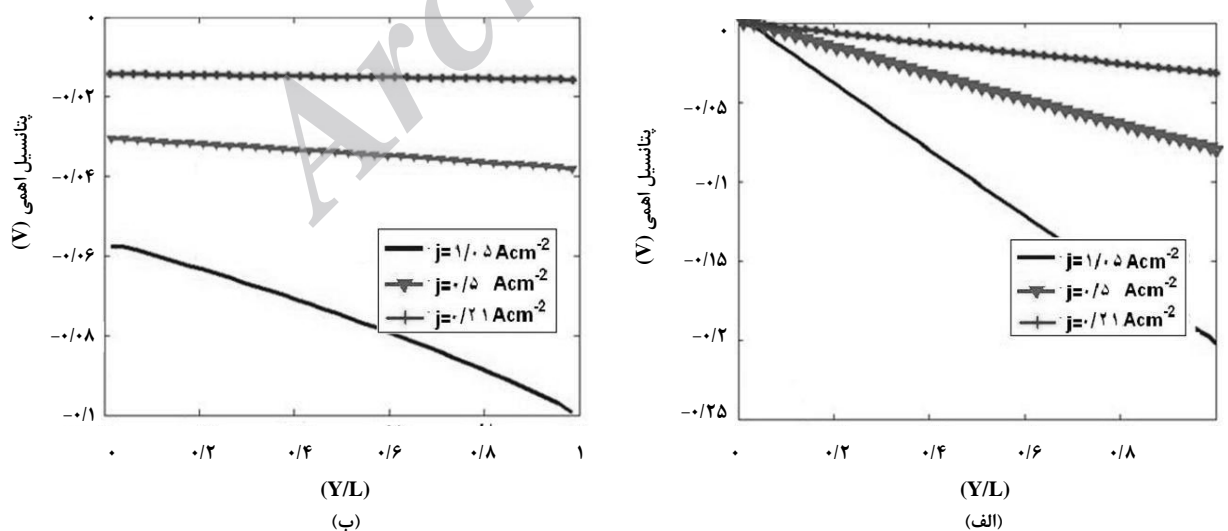 Arc
۰
-۰/۰۲
-۰/۰۴
-۰/۰۶
-۰/۰۸
-۰/۱
پتانسیل اهمی (V)
j=۱/۰۵ Acm-2
j=۰/۵ Acm-2
j=۰/۲۱ Acm-2
۰ ۰/۲ ۰/۴ ۰/۶ ۰/۸ ۱
(Y/L)
(ب)
۰
-۰/۰۵
-۰/۱
-۰/۱۵
-۰/۲
-۰/۲۵
پتانسیل اهمی (V)
j=۱/۰۵ Acm-2
j=۰/۵ Acm-2
j=۰/۲۱ Acm-2
۰ ۰/۲ ۰/۴ ۰/۶ ۰/۸
(Y/L)
(الف)